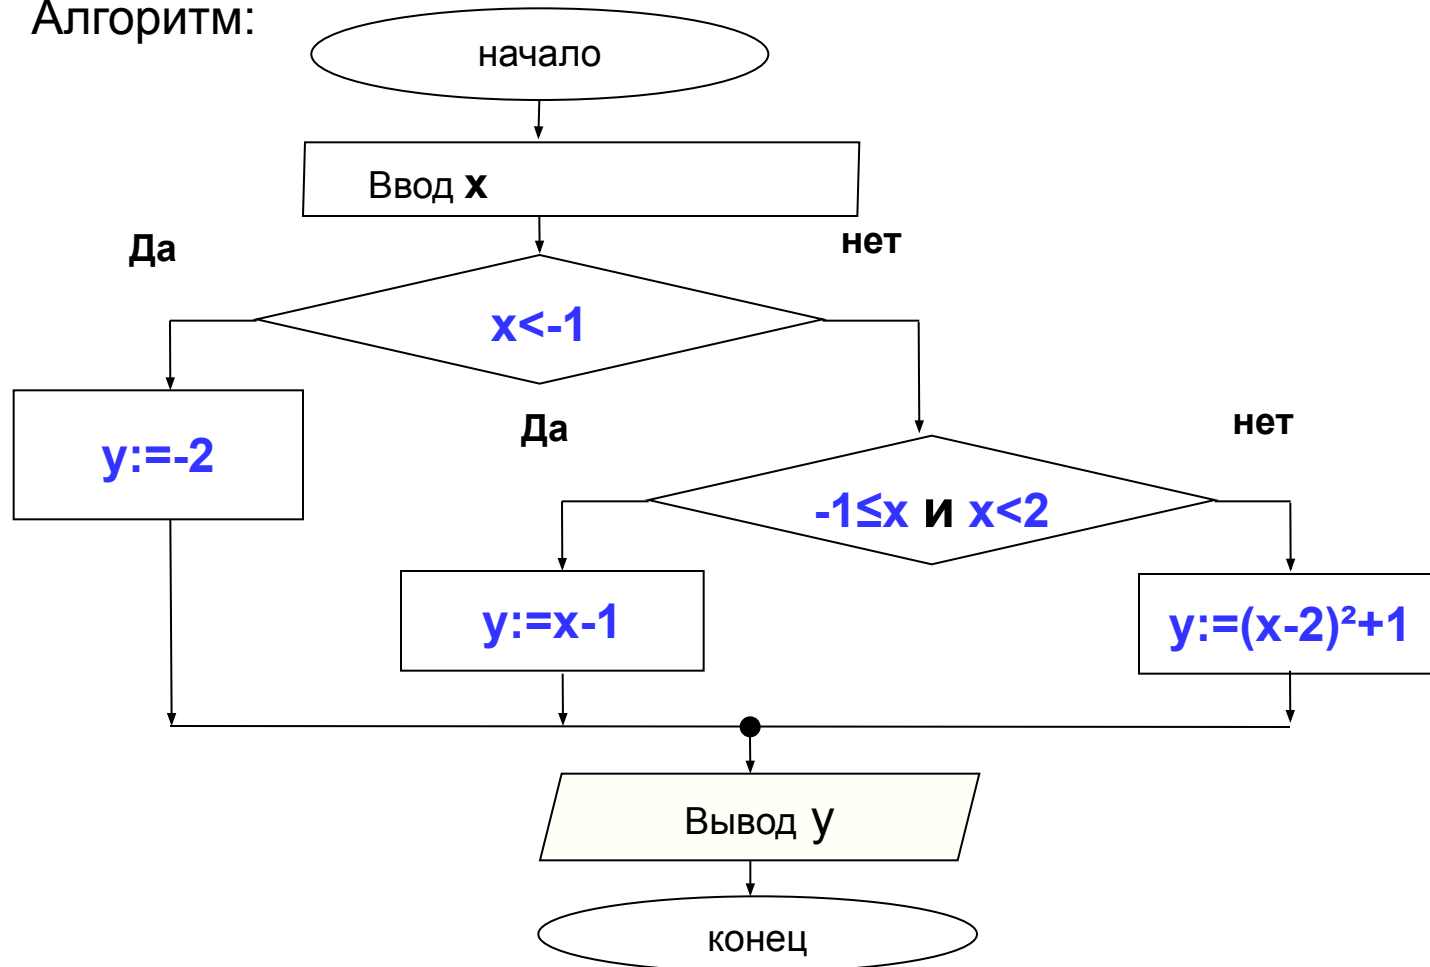 Алгоритм:
начало
Ввод x
Да
нет
x<-1
y:=-2
Да
нет
-1≤x и x<2
y:=x-1
y:=(x-2)²+1
Вывод y
конец